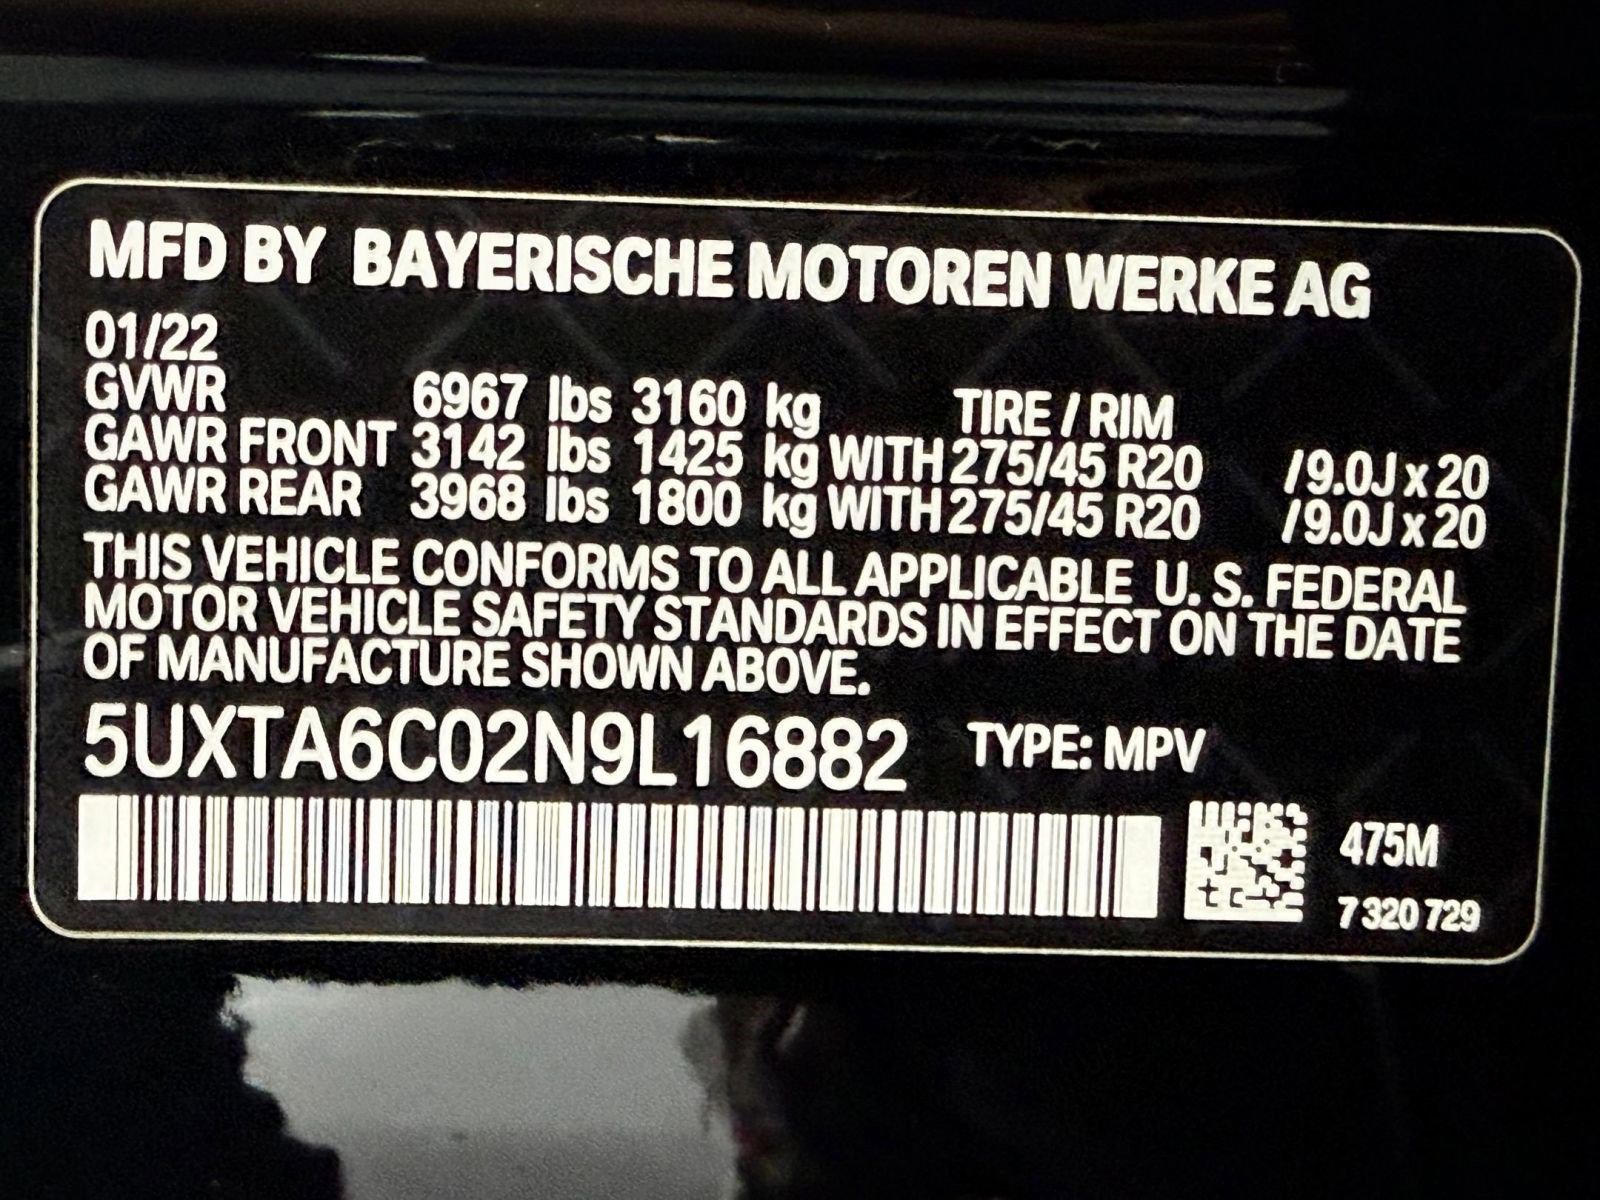 MFD BY BAYERISCHE MOTOREN WERKE AG
01/22
GVWR 6967 lbs 3160 kg TIRE / RIM
GAWR FRONT 3142 lbs 1425 kg WITH 275/45 R20 /9.0J x 20
GAWR REAR 3968 lbs 1800 kg WITH 275/45 R20 /9.0J x 20
THIS VEHICLE CONFORMS TO ALL APPLICABLE U. S. FEDERAL
MOTOR VEHICLE SAFETY STANDARDS IN EFFECT ON THE DATE
OF MANUFACTURE SHOWN ABOVE.
5UXTA6C02N9L16882 TYPE: MPV
475M
7 320 729